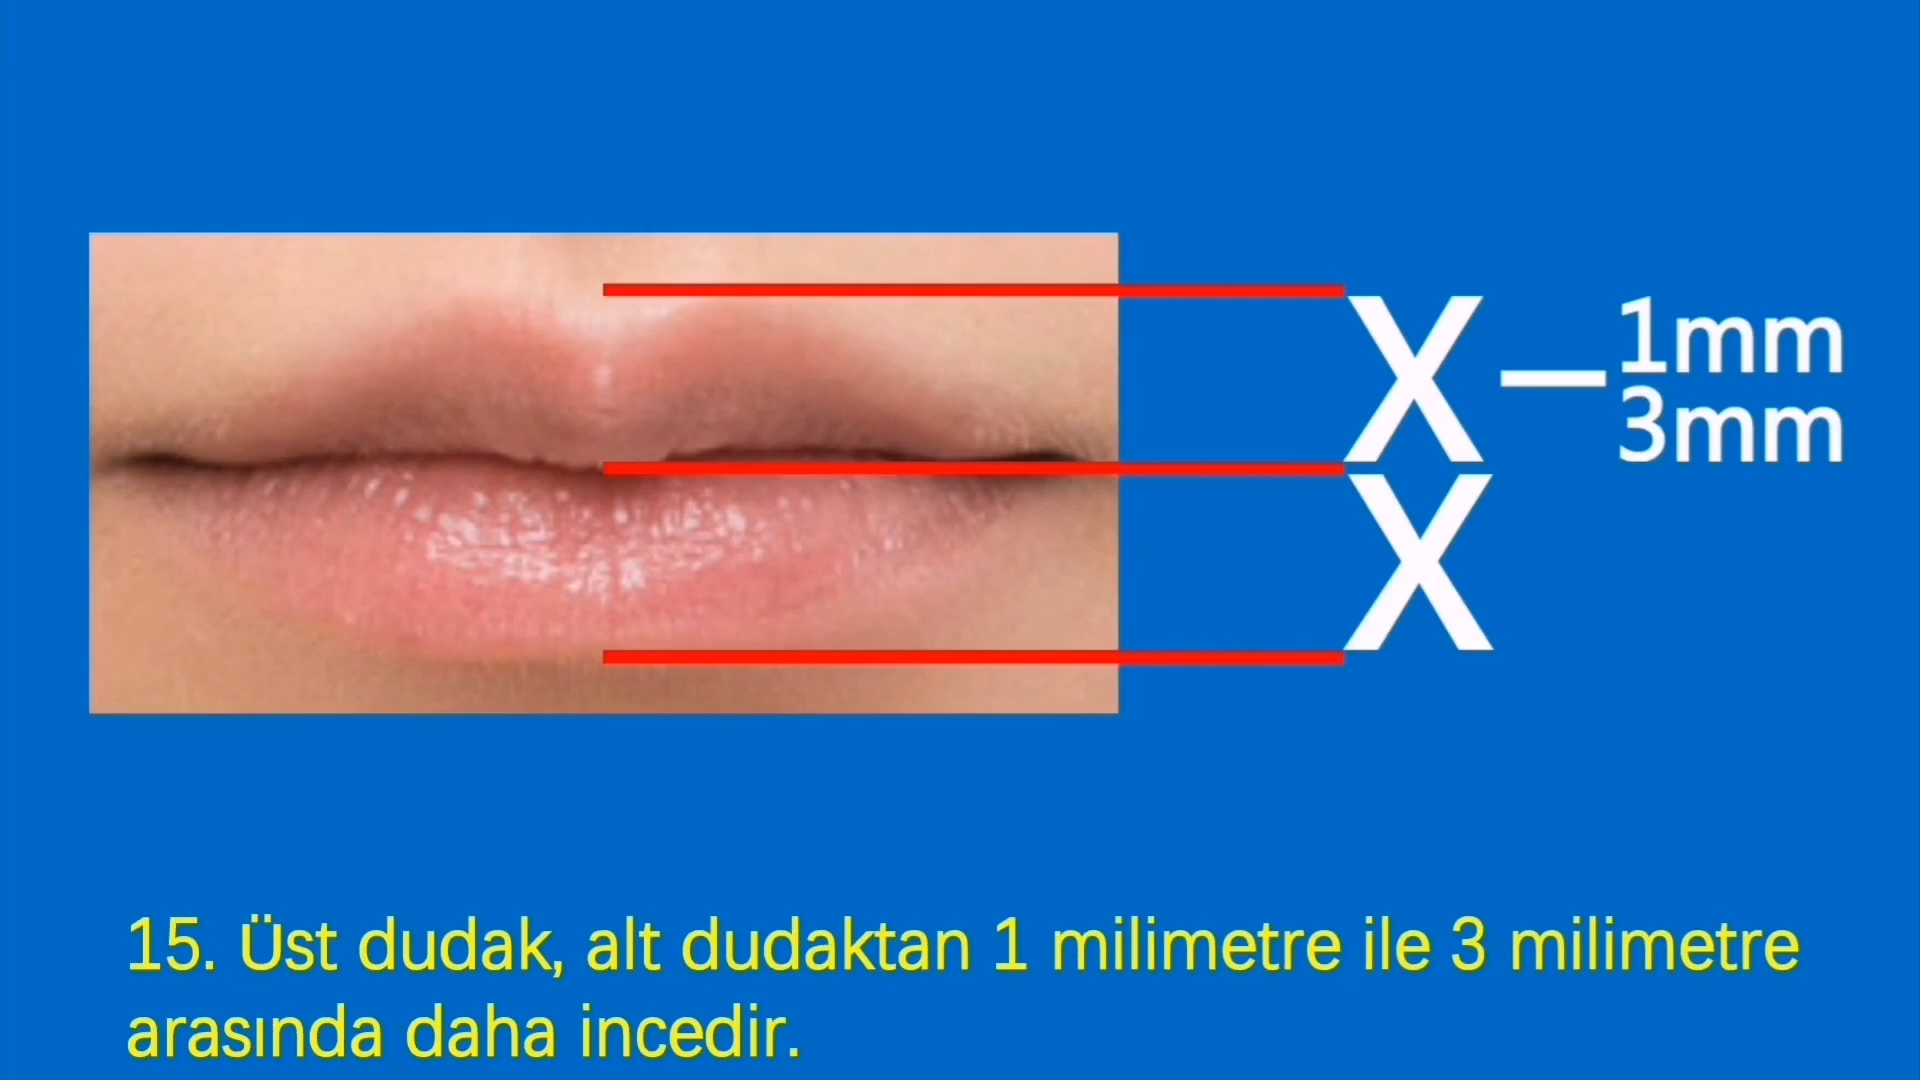 X—1mm
3mm
X
15. Üst dudak, alt dudaktan 1 milimetre ile 3 milimetre
arasında daha incedir.